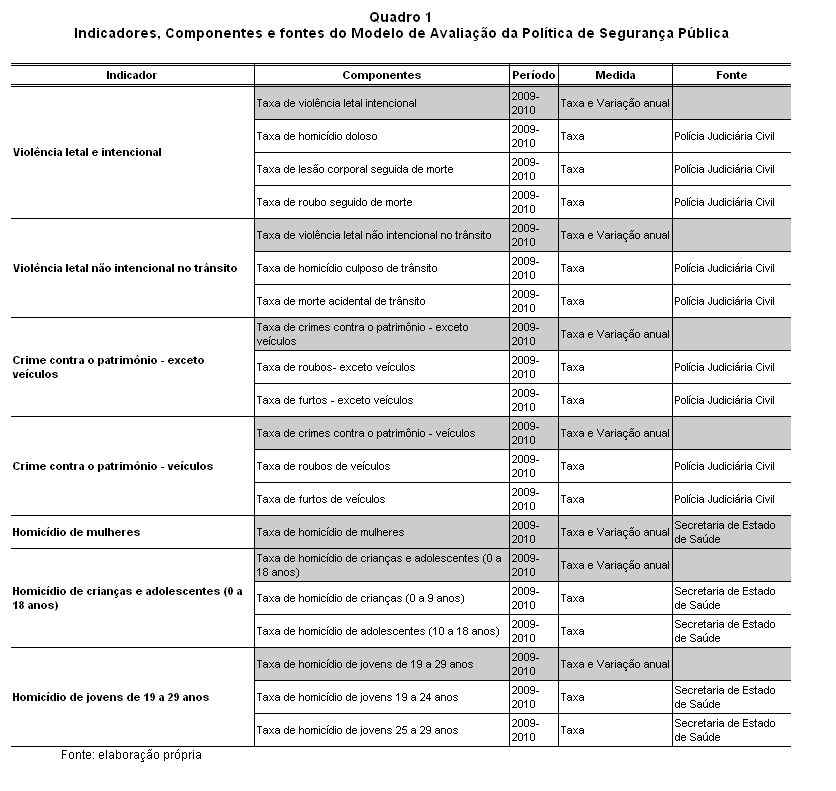 Quadro 1
Indicadores, Componentes e fontes do Modelo de Avaliação da Política de Segurança Pública
Indicador Componentes Período Medida Fonte
Violência letal e intencional
Taxa de violência letal intencional 2009-2010 Taxa e Variação anual
Taxa de homicídio doloso 2009-2010 Taxa Polícia Judiciária Civil
Taxa de lesão corporal seguida de morte 2009-2010 Taxa Polícia Judiciária Civil
Taxa de roubo seguido de morte 2009-2010 Taxa Polícia Judiciária Civil
Violência letal não intencional no trânsito
Taxa de violência letal não intencional no trânsito 2009-2010 Taxa e Variação anual
Taxa de homicídio culposo de trânsito 2009-2010 Taxa Polícia Judiciária Civil
Taxa de morte acidental de trânsito 2009-2010 Taxa Polícia Judiciária Civil
Crime contra o patrimônio - exceto veículos
Taxa de crimes contra o patrimônio - exceto veículos 2009-2010 Taxa e Variação anual
Taxa de roubos- exceto veículos 2009-2010 Taxa Polícia Judiciária Civil
Taxa de furtos - exceto veículos 2009-2010 Taxa Polícia Judiciária Civil
Crime contra o patrimônio - veículos
Taxa de crimes contra o patrimônio - veículos 2009-2010 Taxa e Variação anual
Taxa de roubos de veículos 2009-2010 Taxa Polícia Judiciária Civil
Taxa de furtos de veículos 2009-2010 Taxa Polícia Judiciária Civil
Homicídio de mulheres
Taxa de homicídio de mulheres 2009-2010 Taxa e Variação anual Secretaria de Estado de Saúde
Homicídio de crianças e adolescentes (0 a 18 anos)
Taxa de homicídio de crianças e adolescentes (0 a 18 anos) 2009-2010 Taxa e Variação anual
Taxa de homicídio de crianças (0 a 9 anos) 2009-2010 Taxa Secretaria de Estado de Saúde
Taxa de homicídio de adolescentes (10 a 18 anos) 2009-2010 Taxa Secretaria de Estado de Saúde
Homicídio de jovens de 19 a 29 anos
Taxa de homicídio de jovens de 19 a 29 anos 2009-2010 Taxa e Variação anual
Taxa de homicídio de jovens 19 a 24 anos 2009-2010 Taxa Secretaria de Estado de Saúde
Taxa de homicídio de jovens 25 a 29 anos 2009-2010 Taxa Secretaria de Estado de Saúde
Fonte: elaboração própria